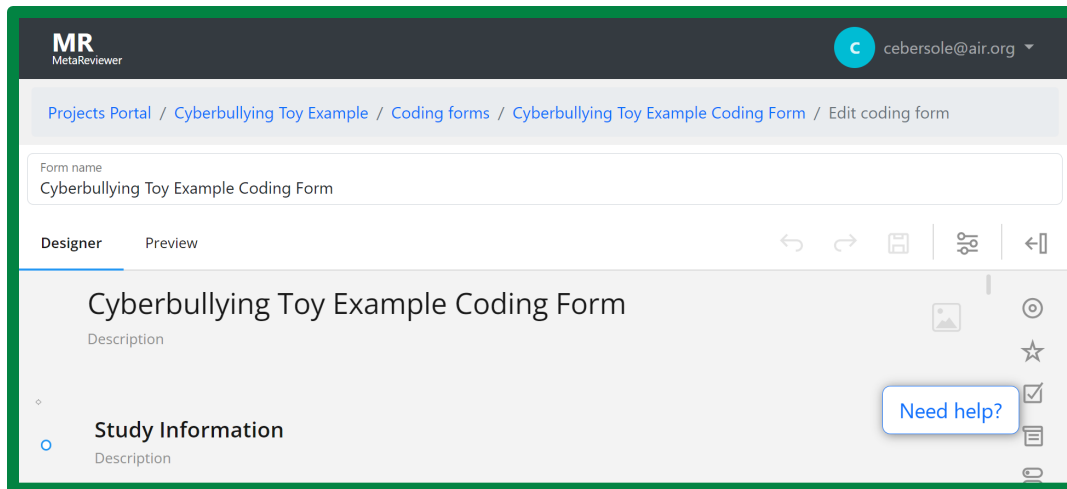 MR
MetaReviewer
C
cebersole@air.org
Projects Portal / Cyberbullying Toy Example / Coding forms / Cyberbullying Toy Example Coding Form / Edit coding form
Form name
Cyberbullying Toy Example Coding Form
Designer
Preview
Cyberbullying Toy Example Coding Form
Description
Need help?
Study Information
Description